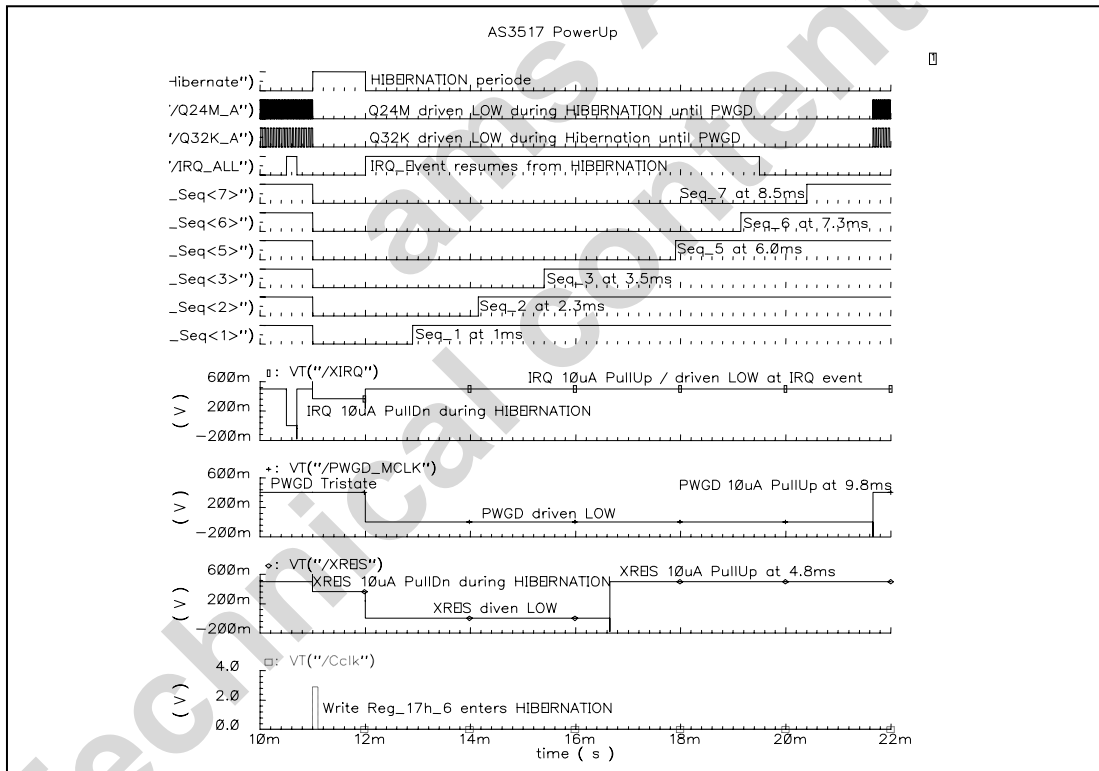 AS3517 PowerUp
1
Hibernate")
HIBERNATION periode
"/Q24M_A")
Q24M driven LOW during HIBERNATION until PWGD
"/Q32K_A")
Q32K driven LOW during Hibernation until PWGD
"/IRQ_ALL")
IRQ_Event resumes from HIBERNATION
_Seq<7>")
Seq_7 at 8.5ms
_Seq<6>")
Seq_6 at 7.3ms
_Seq<5>")
Seq_5 at 6.0ms
_Seq<3>")
Seq_3 at 3.5ms
_Seq<2>")
Seq_2 at 2.3ms
_Seq<1>")
Seq_1 at 1ms
▯: VT("/XIRQ")
600m
200m
-200m
(V)
IRQ 10uA PullUp / driven LOW at IRQ event
IRQ 10uA PullDn during HIBERNATION
+: VT("/PWGD_MCLK")
600m
200m
-200m
(V)
PWGD Tristate
PWGD 10uA PullUp at 9.8ms
PWGD driven LOW
◇: VT("/XRES")
600m
200m
-200m
(V)
XRES 10uA PullDn during HIBERNATION
XRES 10uA PullUp at 4.8ms
XRES diven LOW
□: VT("/Cclk")
4.0
2.0
0.0
(V)
Write Reg_17h_6 enters HIBERNATION
10m 12m 14m 16m 18m 20m 22m
time ( s )
ams A
technical content